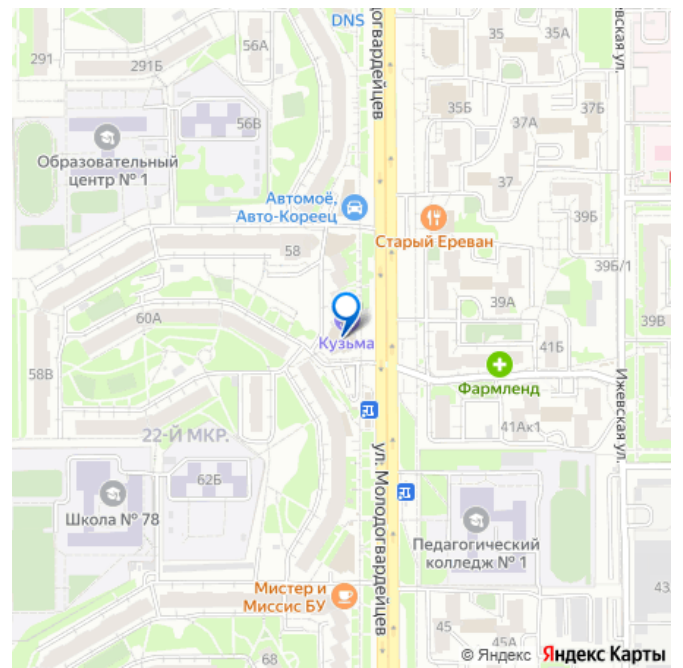 DNS
35
35А
56А
291
291Б
догвардейцев
жевская ул.
35Б
37Б
37А
56В
Образовательный
центр № 1
37
Автомоё,
Авто-Кореец
39Б
Старый Ереван
58
39Б/1
39А
60А
39В
Кузьма
41Б
58В
Фармленд
Ижевская ул.
22-Й МКР.
41Ак1
ул. Молодогвардейцев
62Б
Школа № 78
Педагогический
колледж № 1
Мистер и
Миссис БУ
43
45
45А
68
© Яндекс Яндекс Карты